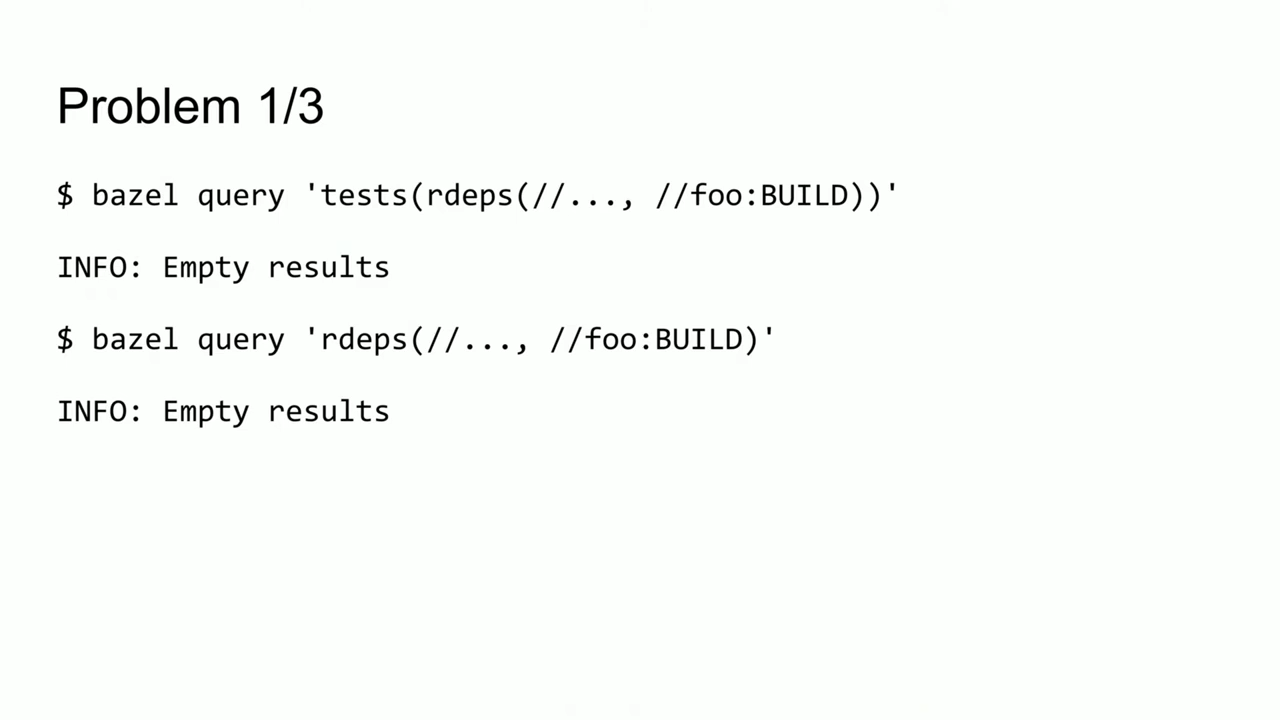 Problem 1/3
$ bazel query 'tests(rdeps(//..., //foo:BUILD))'
INFO: Empty results
$ bazel query 'rdeps(//..., //foo:BUILD)'
INFO: Empty results